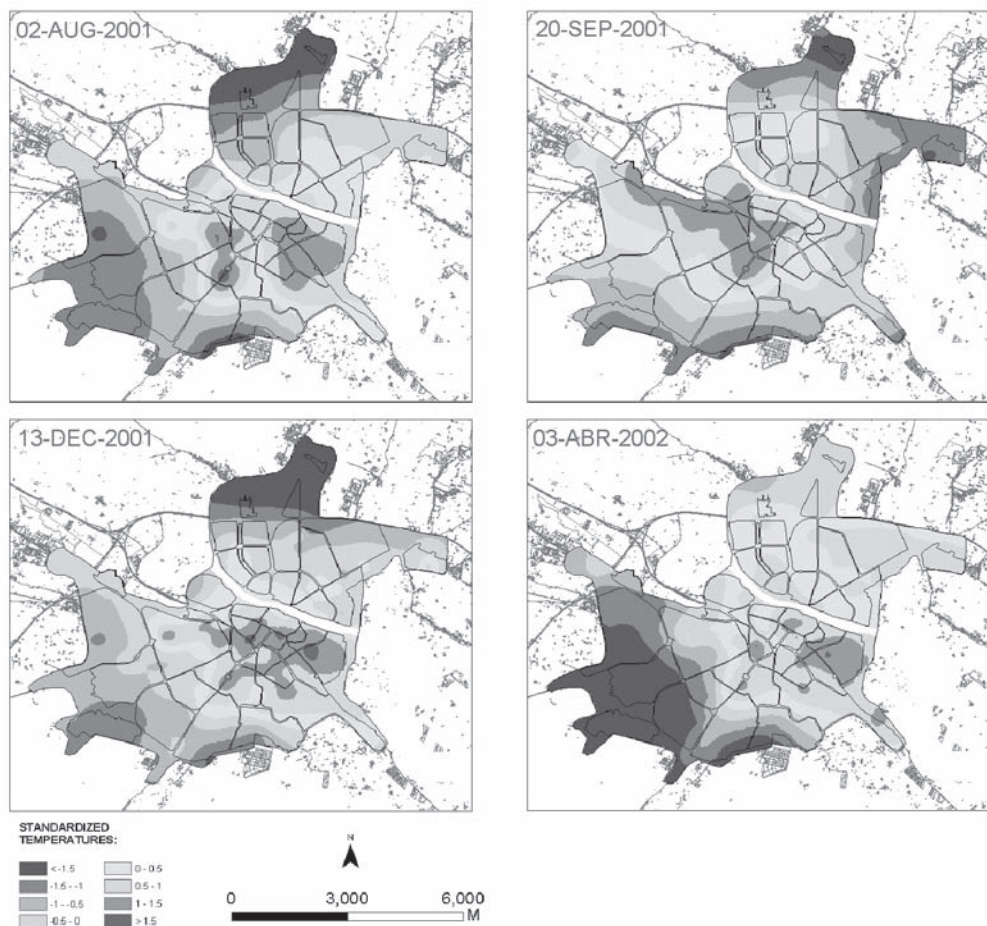 02-AUG-2001
20-SEP-2001
13-DEC-2001
03-ABR-2002
STANDARDIZED
TEMPERATURES:
< -1.5
-1.5 - -1
-1 - -0.5
-0.5 - 0
0 - 0.5
0.5 - 1
1 - 1.5
> 1.5
N
0 3,000 6,000
M